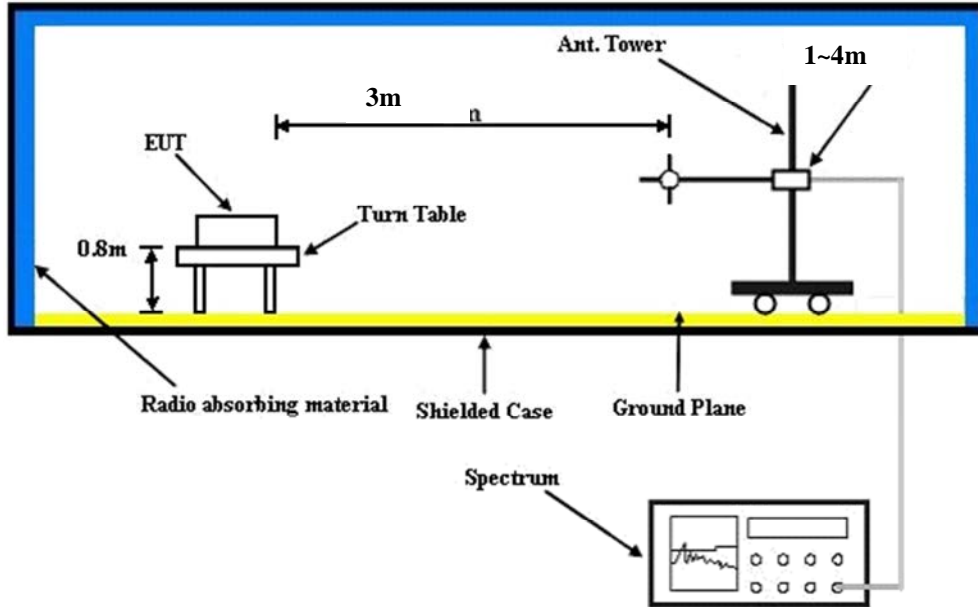 Ant. Tower
1~4m
3m
n
EUT
Turn Table
0.8m
Radio absorbing material
Shielded Case
Ground Plane
Spectrum